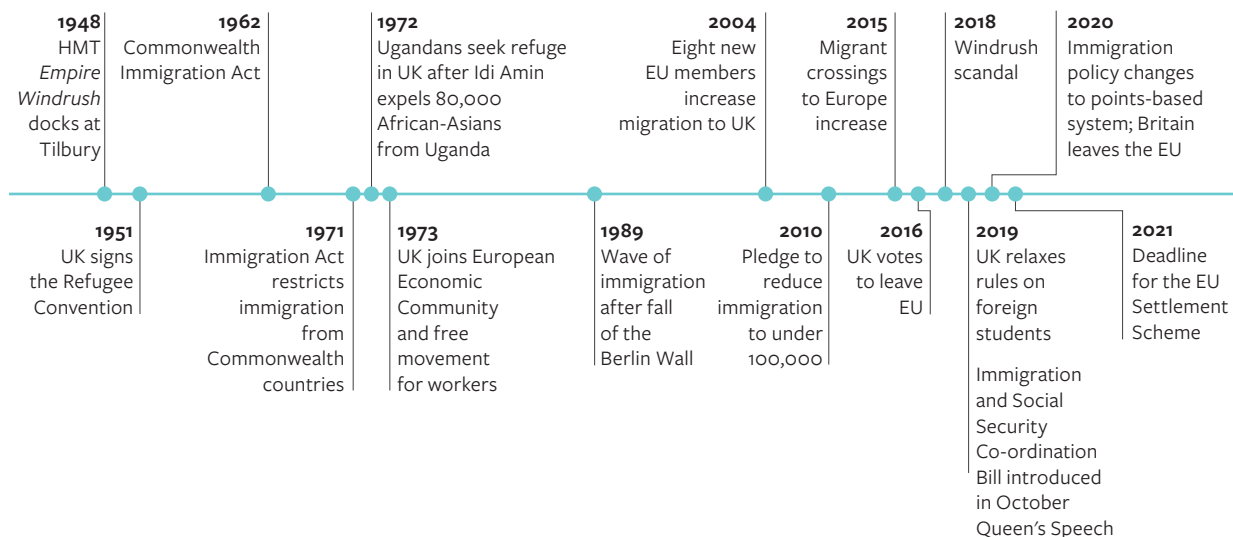 1948
HMT
Empire
Windrush
docks at
Tilbury
1962
Commonwealth
Immigration Act
1972
Ugandans seek refuge
in UK after Idi Amin
expels 80,000
African-Asians
from Uganda
2004
Eight new
EU members
increase
migration to UK
2015
Migrant
crossings
to Europe
increase
2018
Windrush
scandal
2020
Immigration
policy changes
to points-based
system; Britain
leaves the EU
1951
UK signs
the Refugee
Convention
1971
Immigration Act
restricts
immigration
from
Commonwealth
countries
1973
UK joins European
Economic
Community
and free
movement
for workers
1989
Wave of
immigration
after fall
of the
Berlin Wall
2010
Pledge to
reduce
immigration
to under
100,000
2016
UK votes
to leave
EU
2019
UK relaxes
rules on
foreign
students
Immigration
and Social
Security
Co-ordination
Bill introduced
in October
Queen's Speech
2021
Deadline
for the EU
Settlement
Scheme